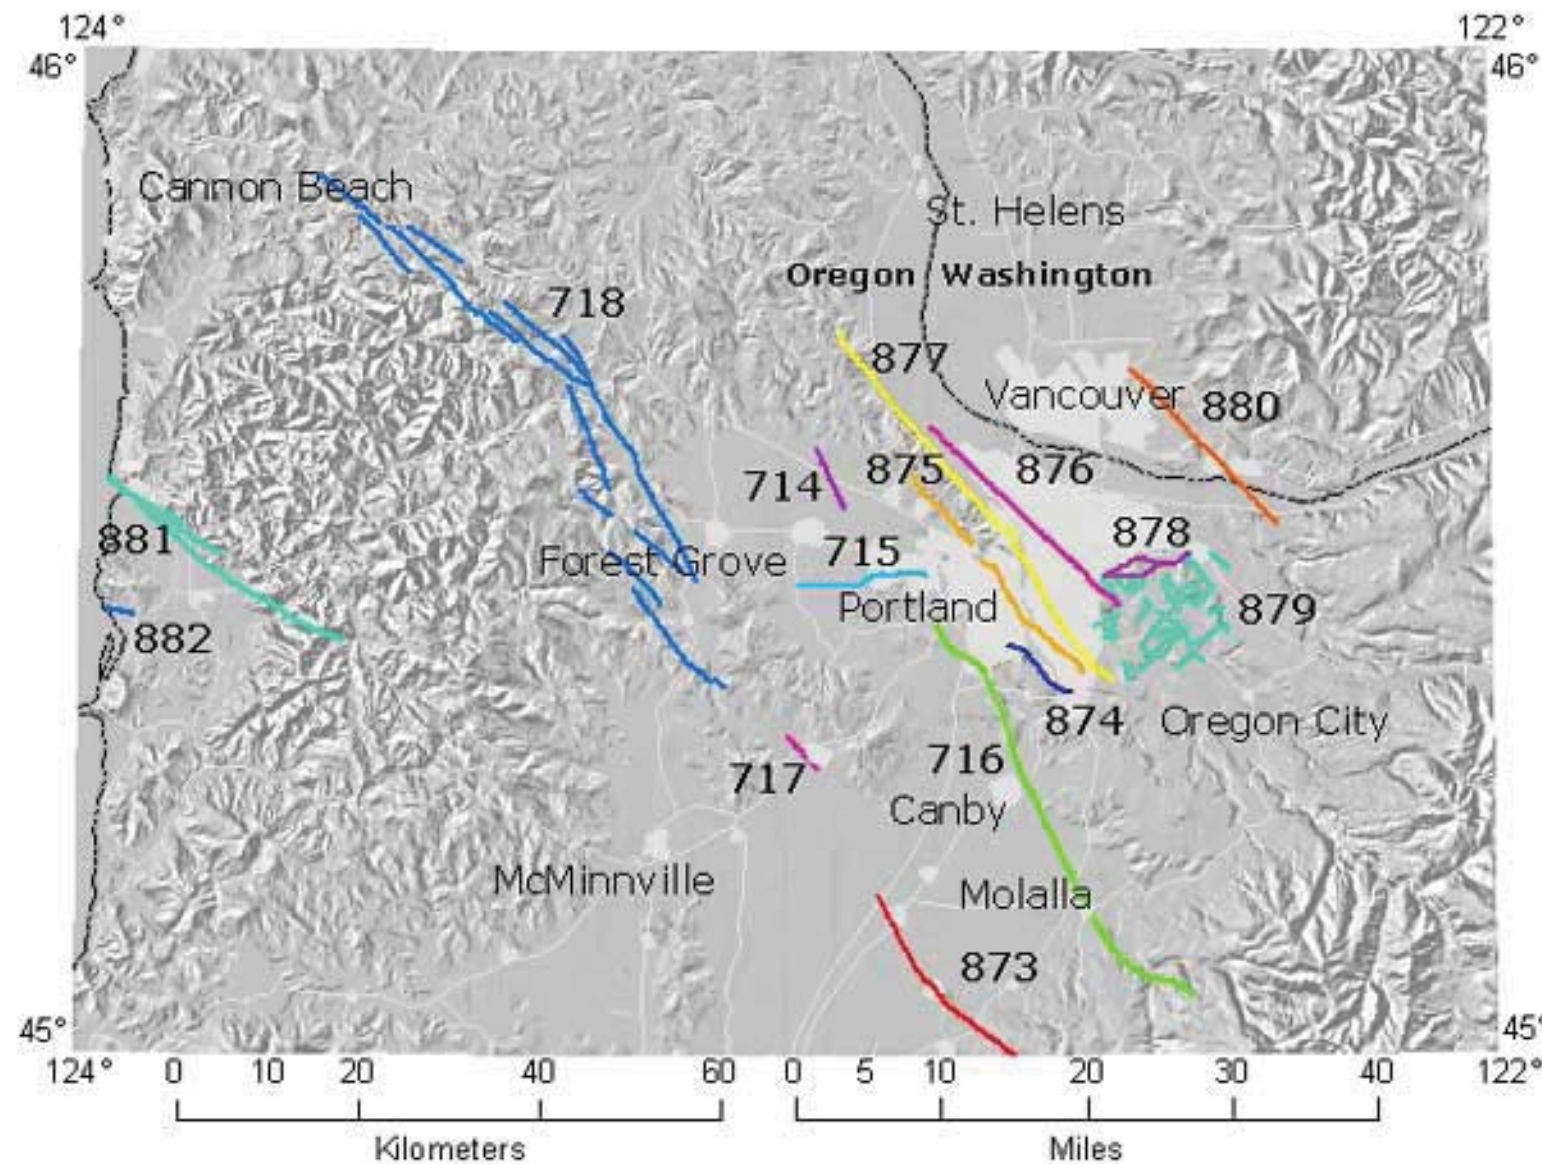 124° 122°
46° 46°
Cannon Beach
St. Helens
Oregon Washington
718
877
Vancouver 880
714 875 876
881 878
Forest Grove 715
Portland 879
882
874 Oregon City
717 716
Canby
McMinnville Molalla
873
45° 45°
124° 0 10 20 40 60 0 5 10 20 30 40 122°
Kilometers Miles